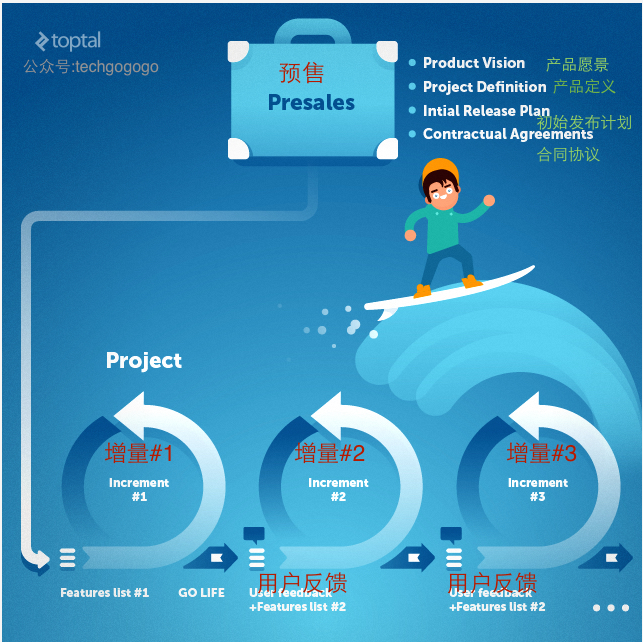 toptal
公众号:techgogogo
预售
Presales
Product Vision 产品愿景
Project Definition 产品定义
Intial Release Plan
初始发布计划
Contractual Agreements
合同协议
Project
增量#1
Increment
#1
增量#2
Increment
#2
增量#3
Increment
#3
Features list #1
GO LIFE
用户反馈
User feedback
+Features list #2
用户反馈
User feedback
+Features list #2